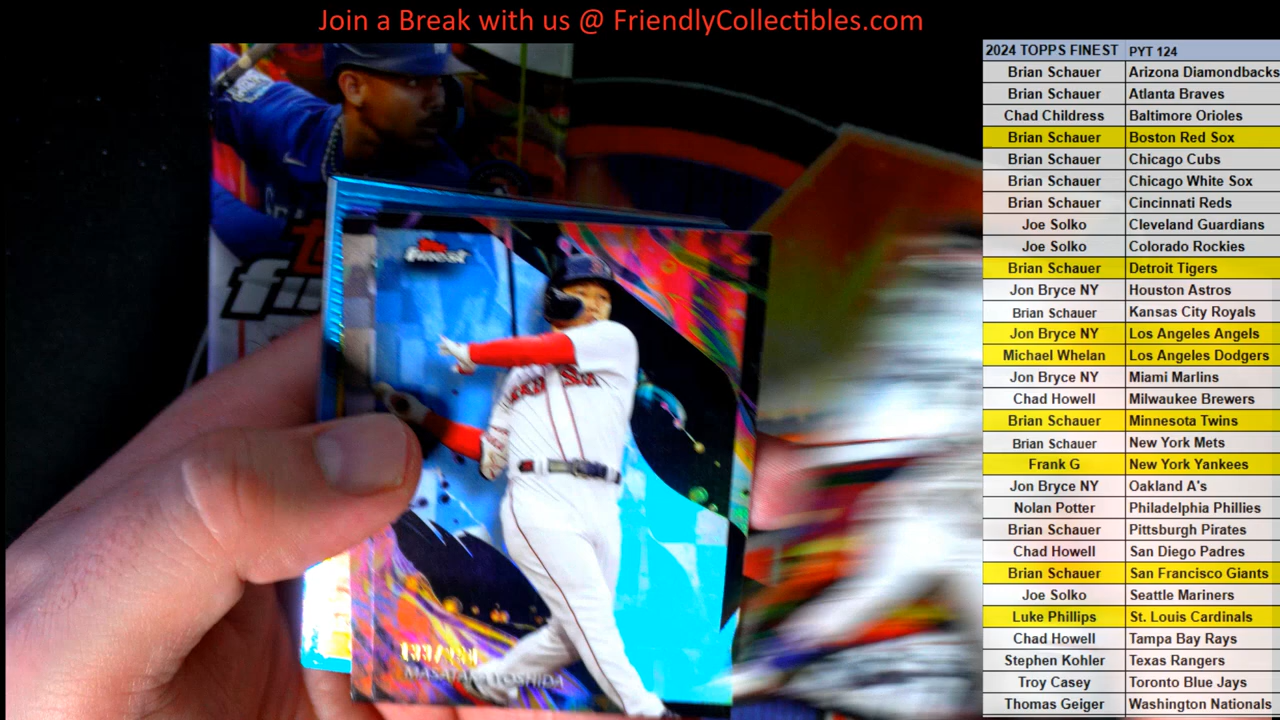 Join a Break with us @ FriendlyCollectibles.com
2024 TOPPS FINEST PYT 124
Brian Schauer Arizona Diamondbacks
Brian Schauer Atlanta Braves
Chad Childress Baltimore Orioles
Brian Schauer Boston Red Sox
Brian Schauer Chicago Cubs
Brian Schauer Chicago White Sox
Brian Schauer Cincinnati Reds
Joe Solko Cleveland Guardians
Joe Solko Colorado Rockies
Brian Schauer Detroit Tigers
Jon Bryce NY Houston Astros
Brian Schauer Kansas City Royals
Jon Bryce NY Los Angeles Angels
Michael Whelan Los Angeles Dodgers
Jon Bryce NY Miami Marlins
Chad Howell Milwaukee Brewers
Brian Schauer Minnesota Twins
Brian Schauer New York Mets
Frank G New York Yankees
Jon Bryce NY Oakland A's
Nolan Potter Philadelphia Phillies
Brian Schauer Pittsburgh Pirates
Chad Howell San Diego Padres
Brian Schauer San Francisco Giants
Joe Solko Seattle Mariners
Luke Phillips St. Louis Cardinals
Chad Howell Tampa Bay Rays
Stephen Kohler Texas Rangers
Troy Casey Toronto Blue Jays
Thomas Geiger Washington Nationals
finest
MASATAKA YOSHIDA